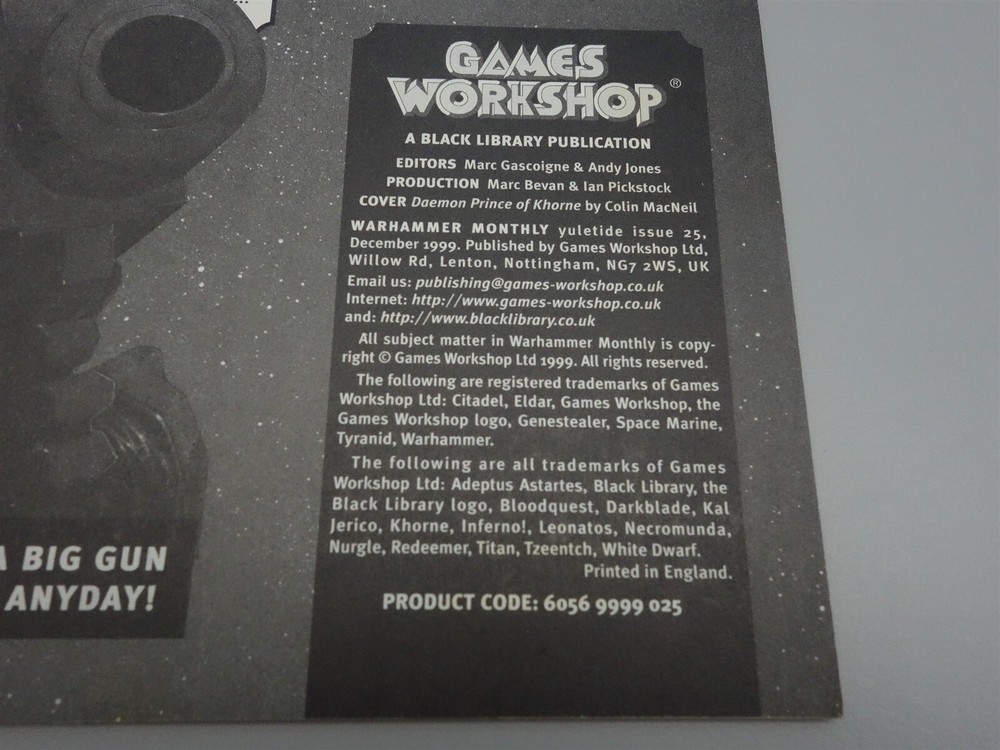 GAMES
WORKSHOP®
A BLACK LIBRARY PUBLICATION
EDITORS Marc Gascoigne & Andy Jones
PRODUCTION Marc Bevan & Ian Pickstock
COVER Daemon Prince of Khorne by Colin MacNeil
WARHAMMER MONTHLY yuletide issue 25,
December 1999. Published by Games Workshop Ltd,
Willow Rd, Lenton, Nottingham, NG7 2WS, UK
Email us: publishing@games-workshop.co.uk
Internet: http://www.games-workshop.co.uk
and: http://www.blacklibrary.co.uk
All subject matter in Warhammer Monthly is copy-
right © Games Workshop Ltd 1999. All rights reserved.
The following are registered trademarks of Games
Workshop Ltd: Citadel, Eldar, Games Workshop, the
Games Workshop logo, Genestealer, Space Marine,
Tyranid, Warhammer.
The following are all trademarks of Games
Workshop Ltd: Adeptus Astartes, Black Library, the
Black Library logo, Bloodquest, Darkblade, Kal
Jerico, Khorne, Inferno!, Leonatos, Necromunda,
Nurgle, Redeemer, Titan, Tzeentch, White Dwarf.
Printed in England.
PRODUCT CODE: 6056 9999 025
A BIG GUN
ANYDAY!